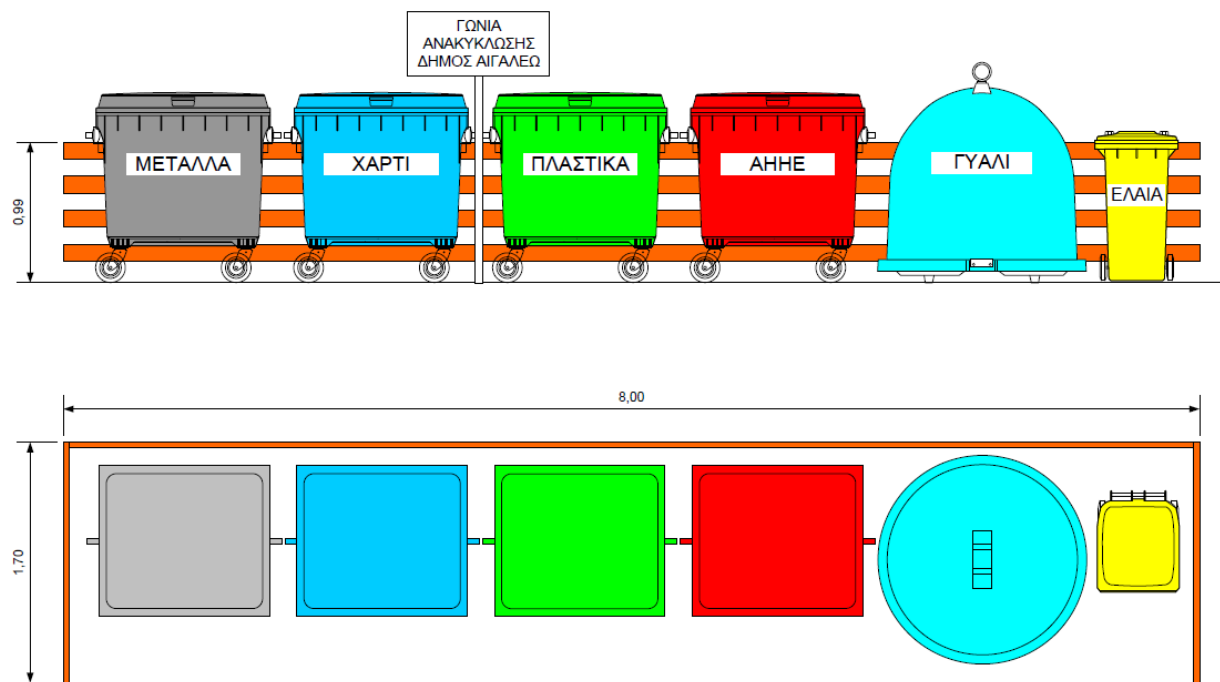 ΓΩΝΙΑ
ΑΝΑΚΥΚΛΩΣΗΣ
ΔΗΜΟΣ ΑΙΓΑΛΕΩ
ΜΕΤΑΛΛΑ
ΧΑΡΤΙ
ΠΛΑΣΤΙΚΑ
ΑΗΗΕ
ΓΥΑΛΙ
ΕΛΑΙΑ
0,99
8,00
1,70